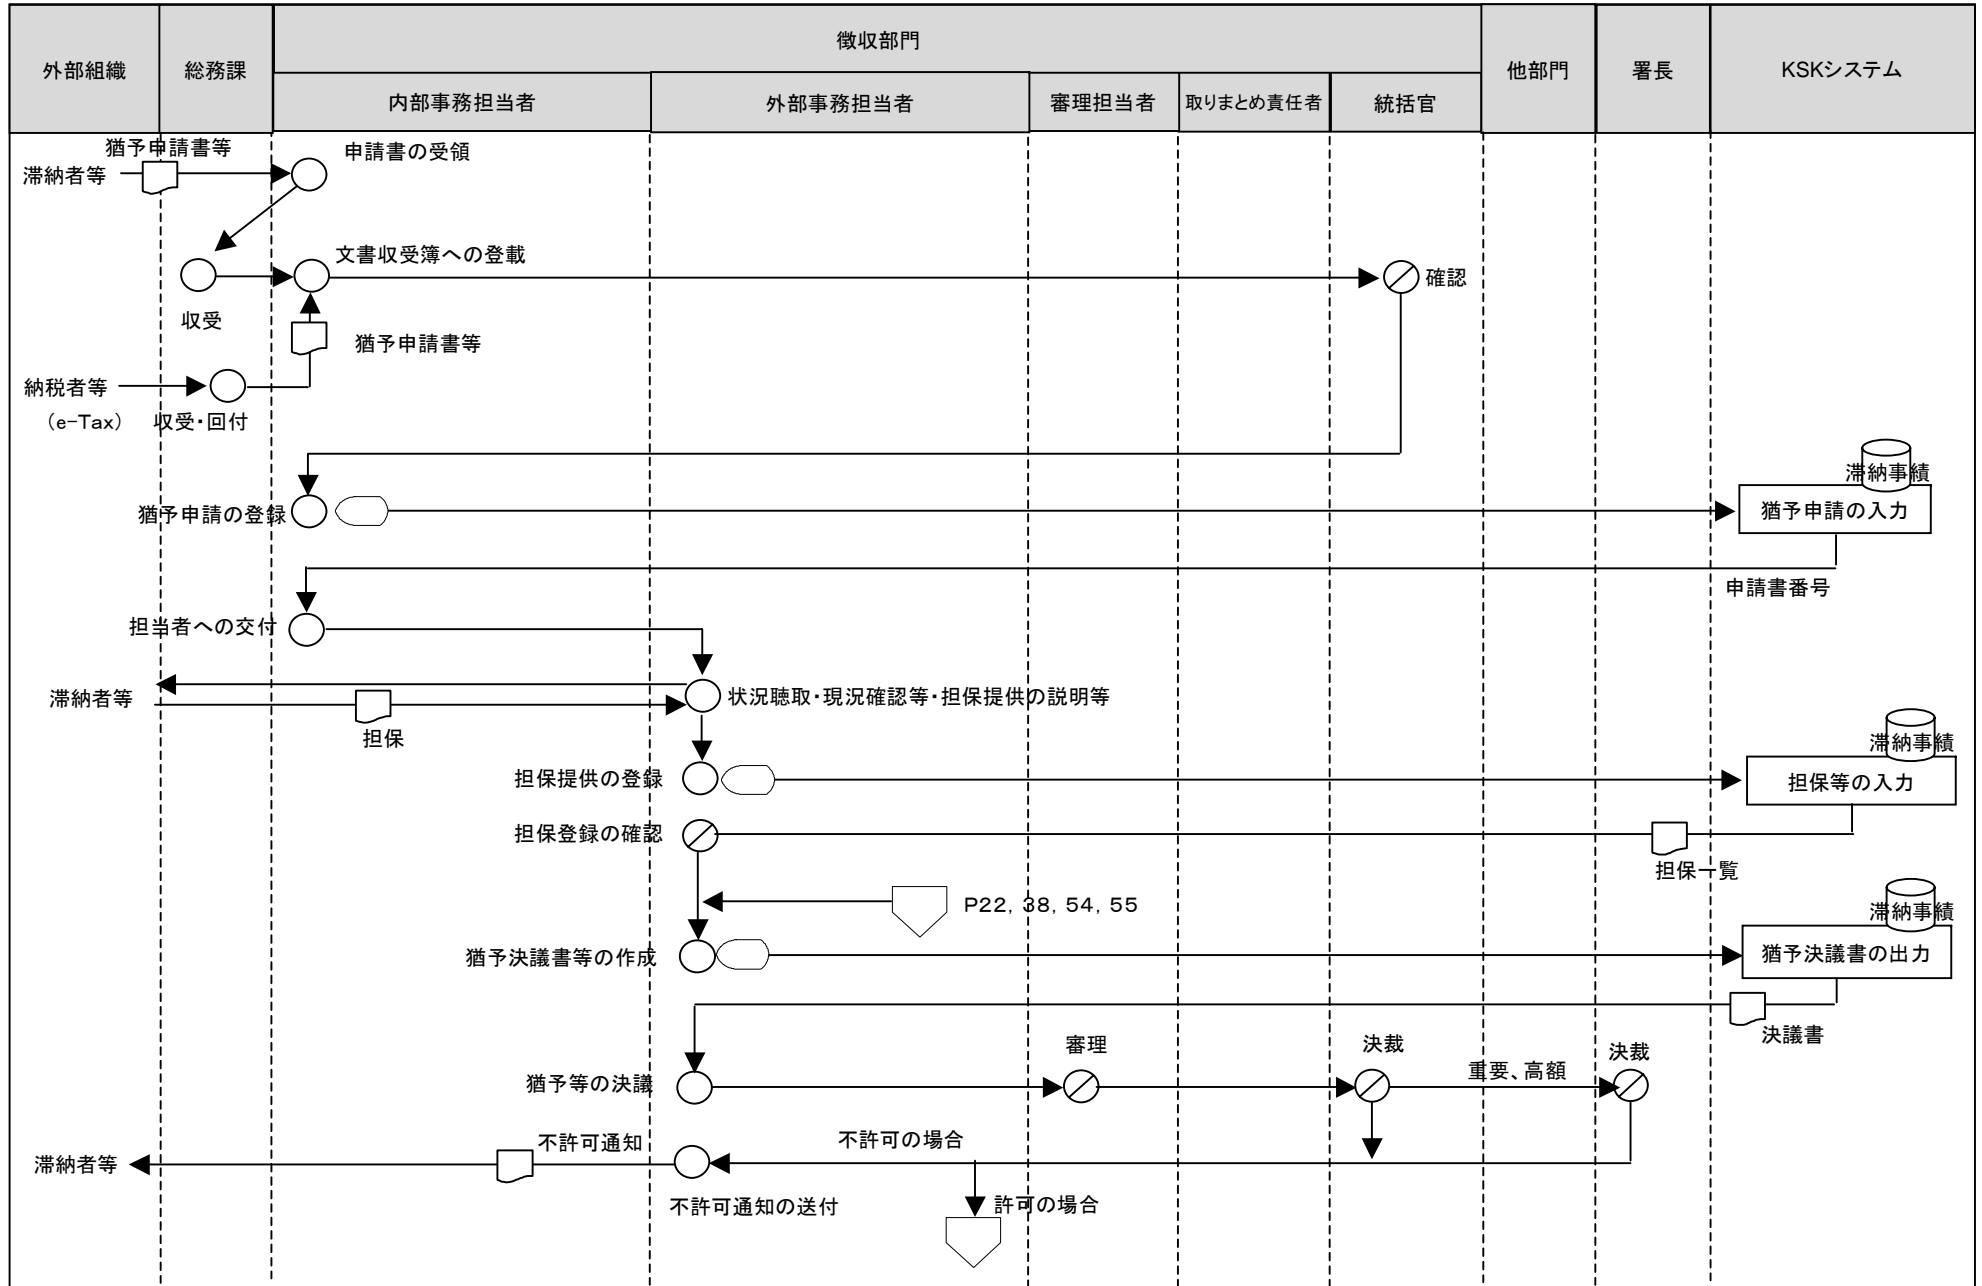 外部組織
総務課
徴収部門
他部門
署長
KSKシステム
内部事務担当者
外部事務担当者
審理担当者
取りまとめ責任者
統括官
猶予申請書等
申請書の受領
滞納者等
文書収受簿への登載
確認
収受
猶予申請書等
納税者等
(e-Tax)
収受・回付
滞納事績
猶予申請の登録
猶予申請の入力
申請書番号
担当者への交付
滞納者等
状況聴取・現況確認等・担保提供の説明等
担保
滞納事績
担保提供の登録
担保等の入力
担保登録の確認
担保一覧
P22, 38, 54, 55
滞納事績
猶予決議書等の作成
猶予決議書の出力
決議書
審理
決裁
決裁
猶予等の決議
重要、高額
不許可通知
不許可の場合
滞納者等
不許可通知の送付
許可の場合